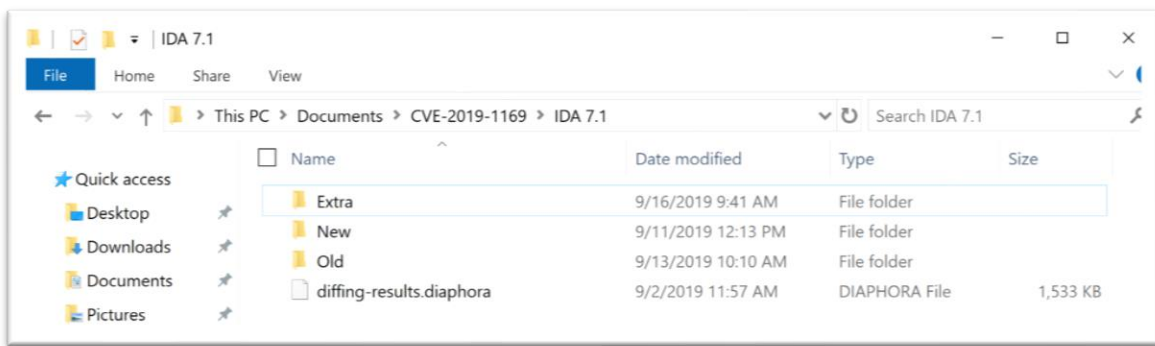 IDA 7.1
File Home Share View
This PC > Documents > CVE-2019-1169 > IDA 7.1 Search IDA 7.1
Name Date modified Type Size
Quick access
Extra 9/16/2019 9:41 AM File folder
Desktop
New 9/11/2019 12:13 PM File folder
Downloads
Old 9/13/2019 10:10 AM File folder
Documents
diffing-results.diaphora 9/2/2019 11:57 AM DIAPHORA File 1,533 KB
Pictures